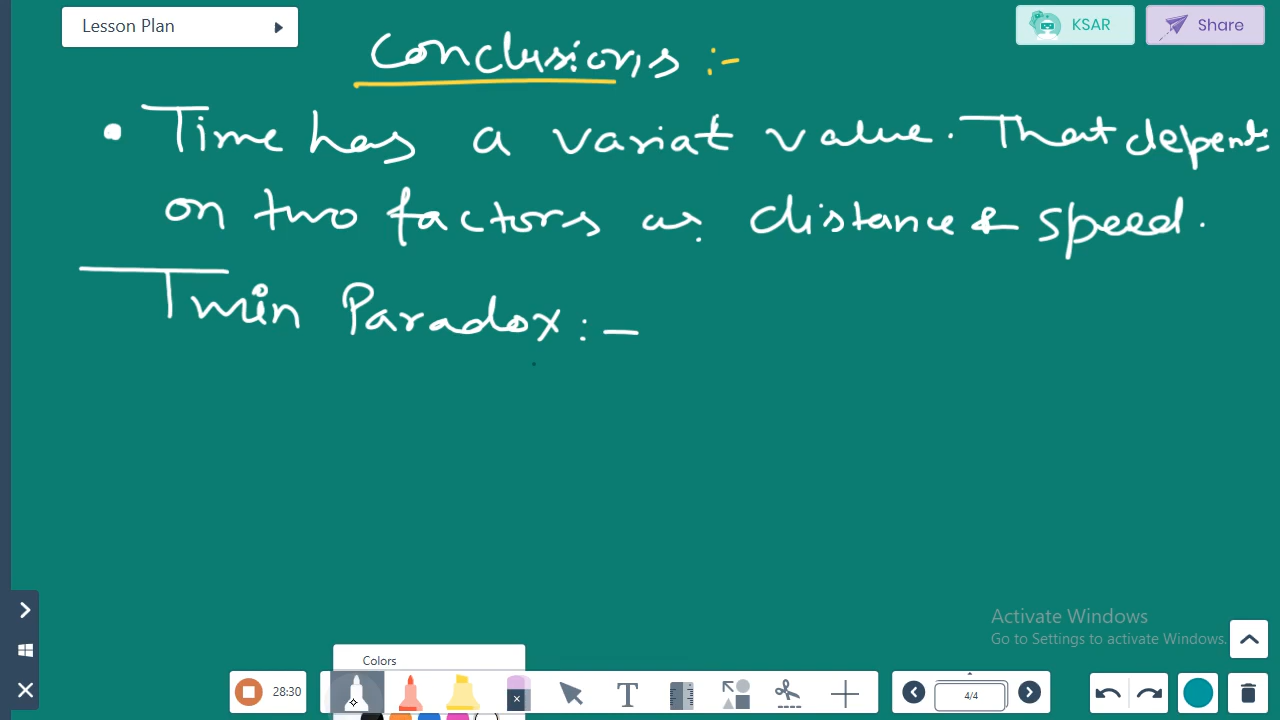 Lesson Plan
KSAR
Share
Conclusions :-
• Time has a variat value. That depends
on two factors as distance & speed.
Twin Paradox :-
Activate Windows
Go to Settings to activate Windows.
Colors
28:30
4/4